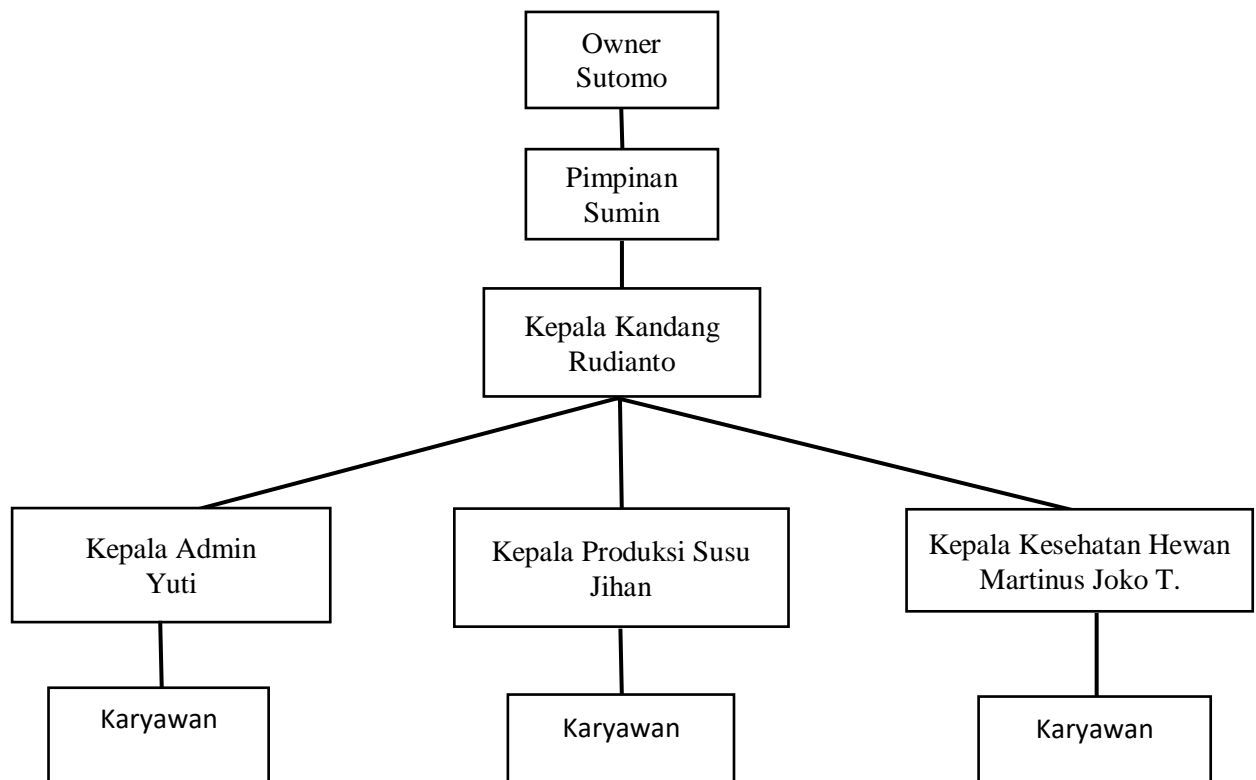 Owner
Sutomo
Pimpinan
Sumin
Kepala Kandang
Rudianto
Kepala Admin
Yuti
Kepala Produksi Susu
Jihan
Kepala Kesehatan Hewan
Martinus Joko T.
Karyawan
Karyawan
Karyawan